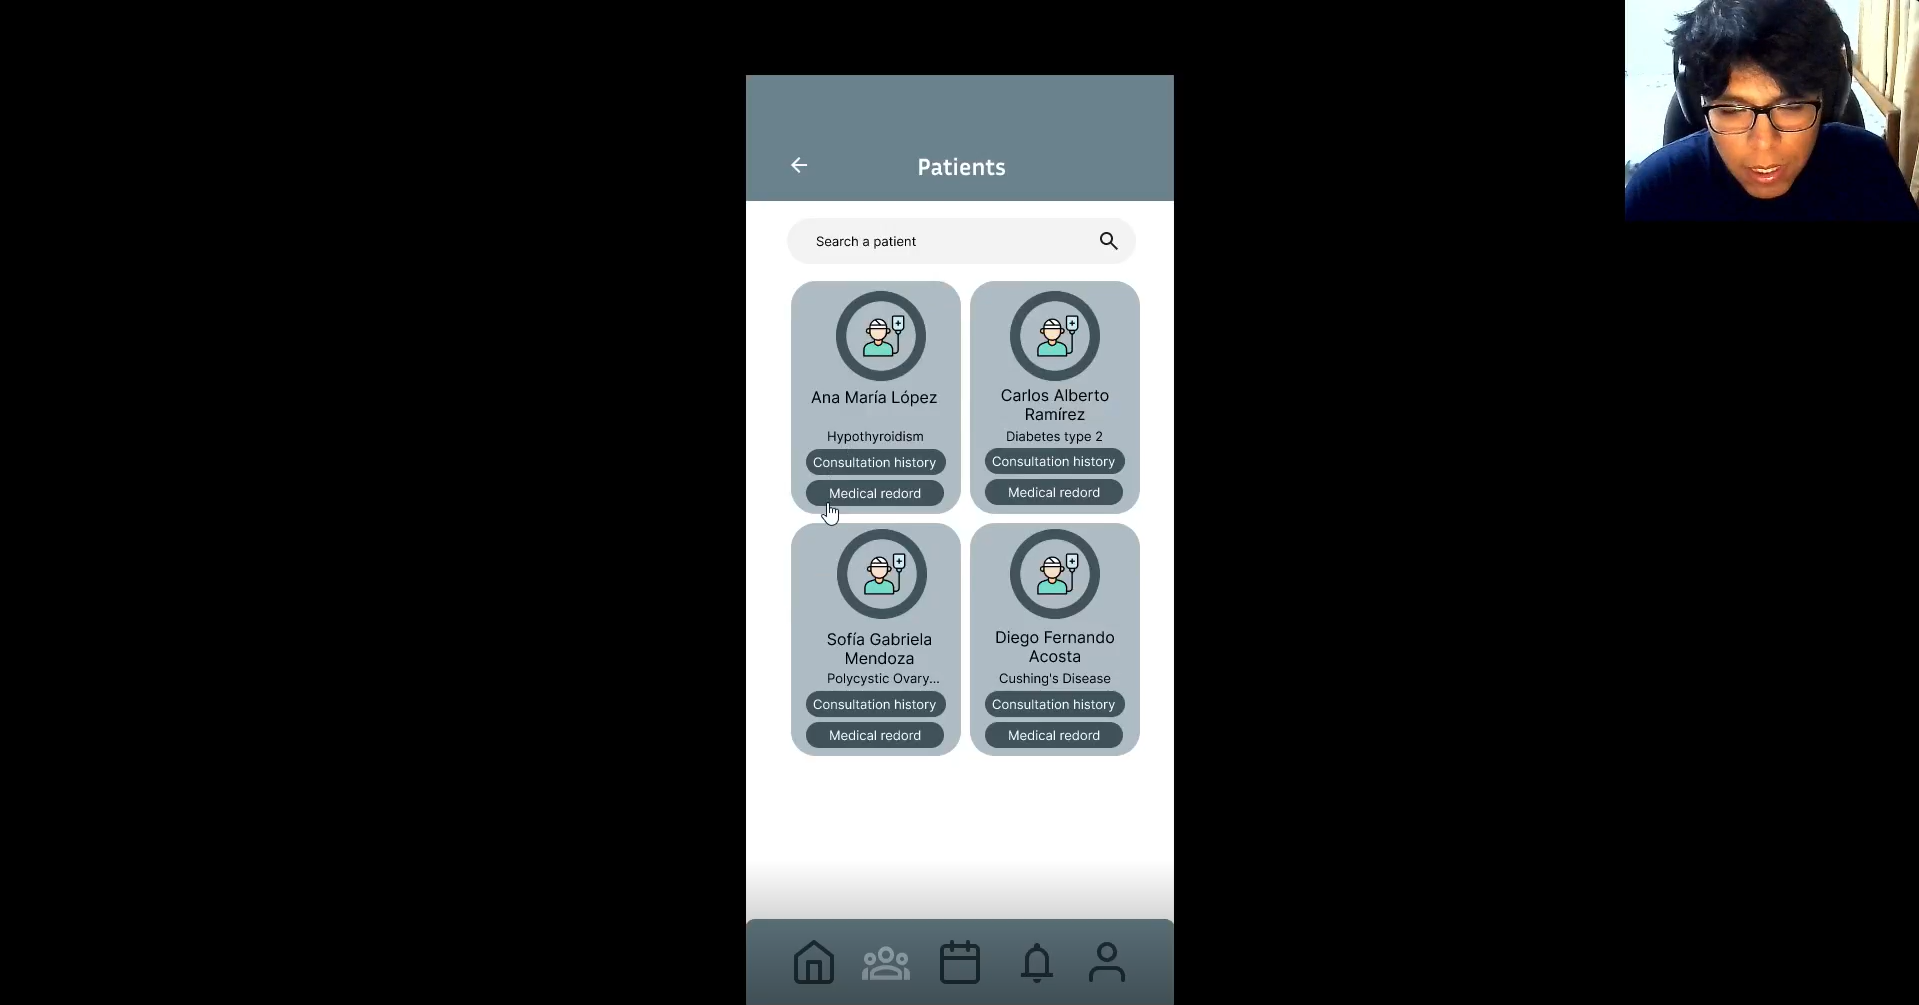 Patients
Search a patient
Ana María López
Hypothyroidism
Consultation history
Medical redord
Carlos Alberto
Ramírez
Diabetes type 2
Consultation history
Medical redord
Sofía Gabriela
Mendoza
Polycystic Ovary...
Consultation history
Medical redord
Diego Fernando
Acosta
Cushing's Disease
Consultation history
Medical redord